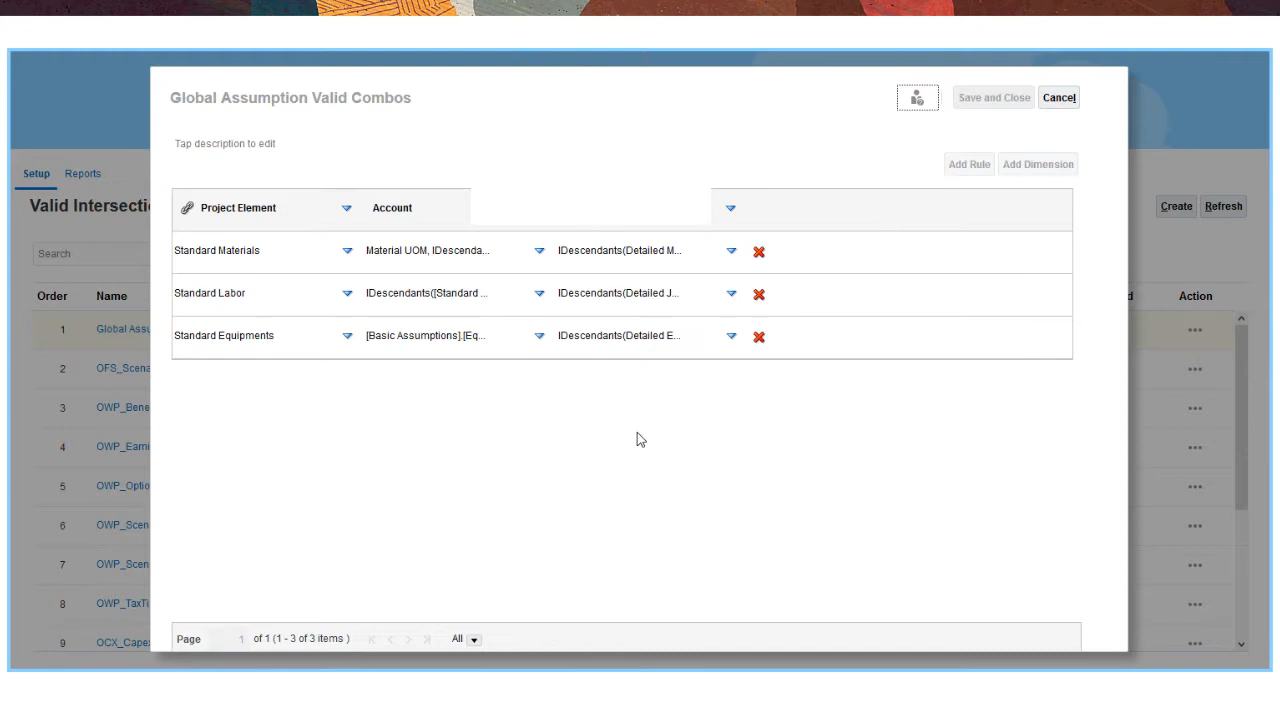 Global Assumption Valid Combos
Save and Close
Cancel
Tap description to edit
Add Rule
Add Dimension
Setup
Reports
Valid Intersecti
Create
Refresh
Project Element
Account
Search
Standard Materials
Material UOM, IDescenda...
IDescendants(Detailed M...
Order
Name
d
Action
Standard Labor
IDescendants([Standard ...
IDescendants(Detailed J...
1
Global Assu
•••
Standard Equipments
[Basic Assumptions].[Eq...
IDescendants(Detailed E...
2
OFS_Scena
•••
3
OWP_Bene
•••
4
OWP_Earni
•••
5
OWP_Optio
•••
6
OWP_Scen
•••
7
OWP_Scen
•••
8
OWP_TaxTi
•••
9
OCX_Capex
•••
Page 1 of 1 (1 - 3 of 3 items ) All